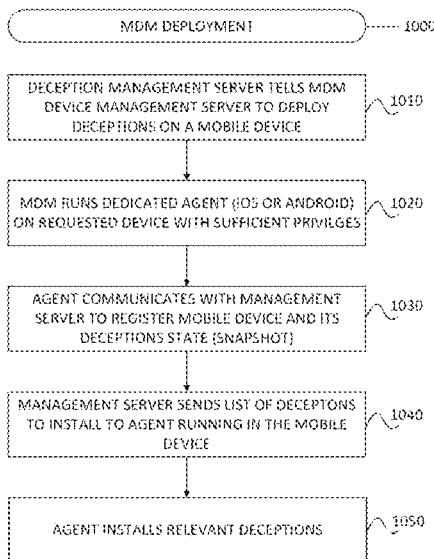 MDM DEPLOYMENT
1000
DECEPTION MANAGEMENT SERVER TELLS MDM
DEVICE MANAGEMENT SERVER TO DEPLOY
DECEPTIONS ON A MOBILE DEVICE
1010
MDM RUNS DEDICATED AGENT (IOS OR ANDROID)
ON REQUESTED DEVICE WITH SUFFICIENT PRIVILGES
1020
AGENT COMMUNICATES WITH MANAGEMENT
SERVER TO REGISTER MOBILE DEVICE AND ITS
DECEPTIONS STATE (SNAPSHOT)
1030
MANAGEMENT SERVER SENDS LIST OF DECEPTONS
TO INSTALL TO AGENT RUNNING IN THE MOBILE
DEVICE
1040
AGENT INSTALLS RELEVANT DECEPTIONS
1050